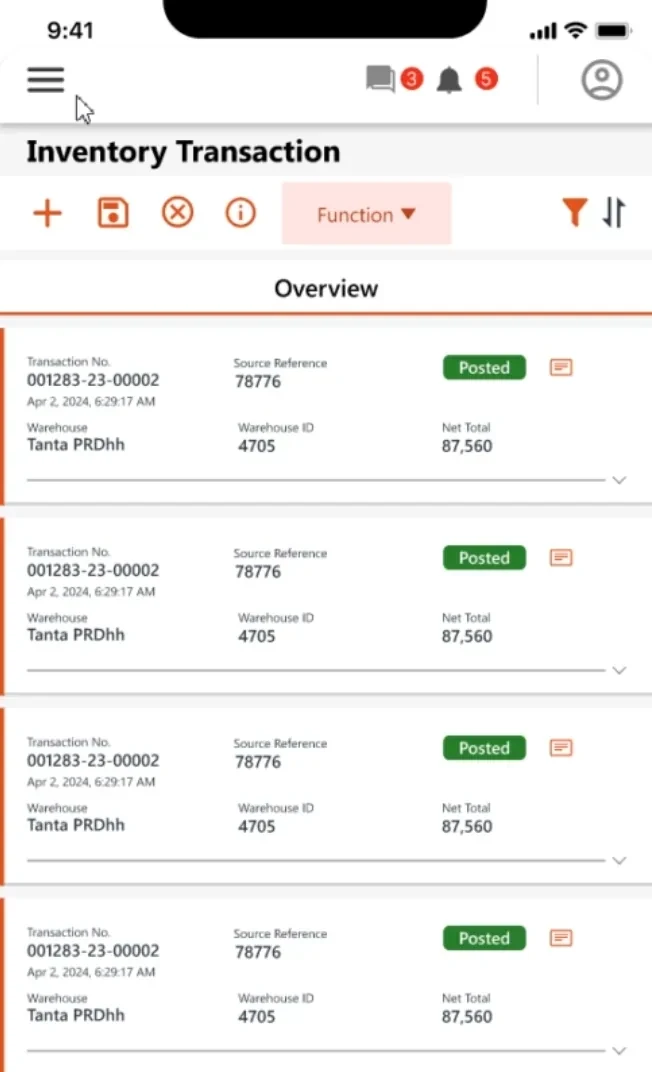 9:41
3
5
Inventory Transaction
Function
Overview
Transaction No. Source Reference Posted
001283-23-00002 78776
Apr 2, 2024, 6:29:17 AM
Warehouse Warehouse ID Net Total
Tanta PRDhh 4705 87,560
Transaction No. Source Reference Posted
001283-23-00002 78776
Apr 2, 2024, 6:29:17 AM
Warehouse Warehouse ID Net Total
Tanta PRDhh 4705 87,560
Transaction No. Source Reference Posted
001283-23-00002 78776
Apr 2, 2024, 6:29:17 AM
Warehouse Warehouse ID Net Total
Tanta PRDhh 4705 87,560
Transaction No. Source Reference Posted
001283-23-00002 78776
Apr 2, 2024, 6:29:17 AM
Warehouse Warehouse ID Net Total
Tanta PRDhh 4705 87,560